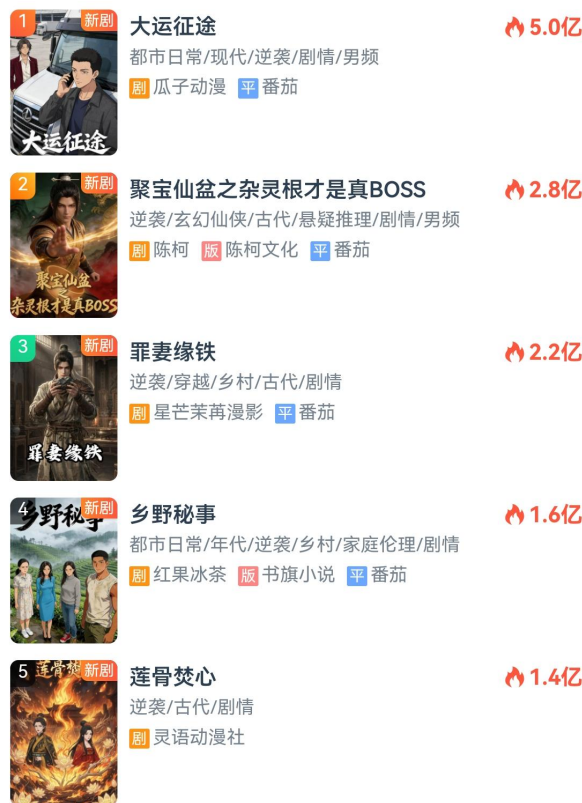 1
新剧
大运征途
大运征途
5.0亿
都市日常/现代/逆袭/剧情/男频
剧 瓜子动漫 平 番茄
2
新剧
聚宝仙盆
之
杂灵根才是真BOSS
聚宝仙盆之杂灵根才是真BOSS
2.8亿
逆袭/玄幻仙侠/古代/悬疑推理/剧情/男频
剧 陈柯 版 陈柯文化 平 番茄
3
新剧
罪妻缘铁
罪妻缘铁
2.2亿
逆袭/穿越/乡村/古代/剧情
剧 星芒茉苒漫影 平 番茄
4
新剧
乡野秘事
乡野秘事
1.6亿
都市日常/年代/逆袭/乡村/家庭伦理/剧情
剧 红果冰茶 版 书旗小说 平 番茄
5
新剧
莲骨焚
莲骨焚心
1.4亿
逆袭/古代/剧情
剧 灵语动漫社